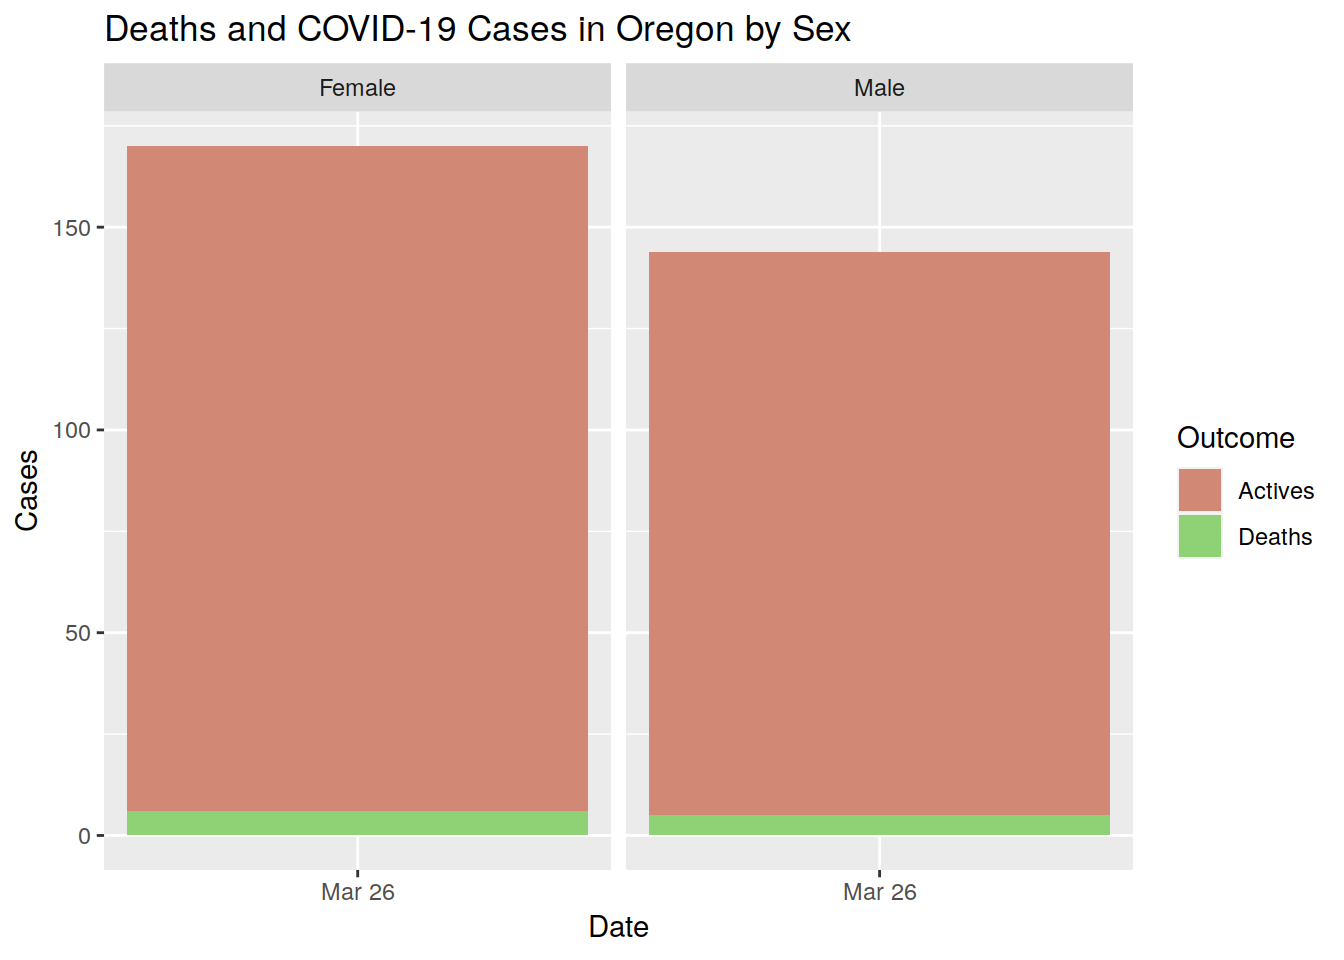 Deaths and COVID-19 Cases in Oregon by Sex
Female
Male
150
100
50
0
Cases
Mar 26
Mar 26
Date
Outcome
Actives
Deaths